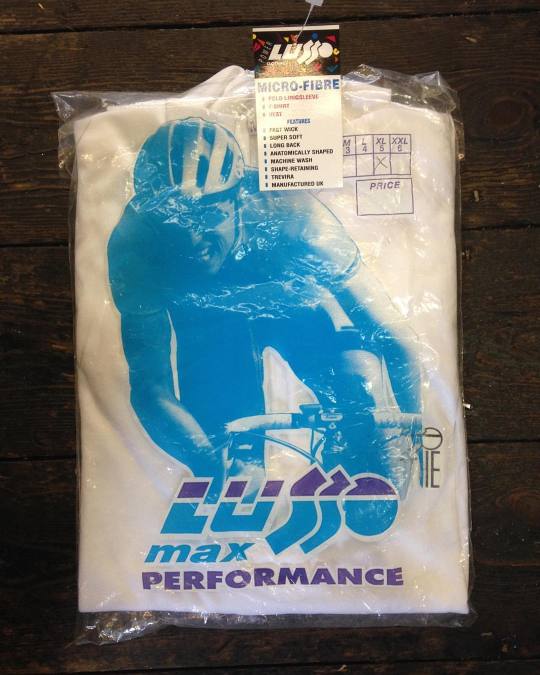 LUSSO
MICRO-FIBRE
POLO LONGSLEEVE
T-SHIRT
VEST
FEATURES
FAST WICK
SUPER SOFT
LONG BACK
ANATOMICALLY SHAPED
MACHINE WASH
SHAPE-RETAINING
TREVIRA
MANUFACTURED UK
M L XL XXL
3 4 5 6
X
PRICE
LUSSO
max
PERFORMANCE